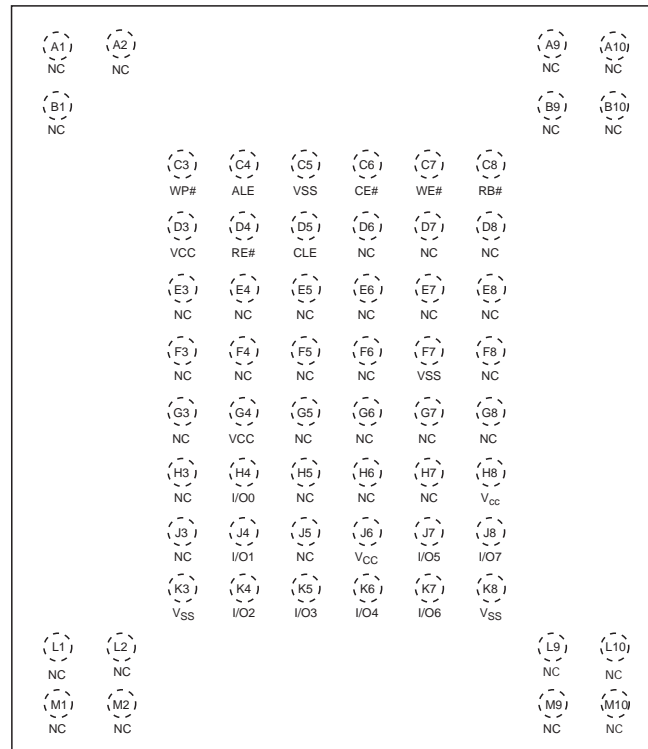 A1 A2 A9 A10
NC NC NC NC
B1 B9 B10
NC NC NC
C3 C4 C5 C6 C7 C8
WP# ALE VSS CE# WE# RB#
D3 D4 D5 D6 D7 D8
VCC RE# CLE NC NC NC
E3 E4 E5 E6 E7 E8
NC NC NC NC NC NC
F3 F4 F5 F6 F7 F8
NC NC NC NC VSS NC
G3 G4 G5 G6 G7 G8
NC VCC NC NC NC NC
H3 H4 H5 H6 H7 H8
NC I/O0 NC NC NC Vcc
J3 J4 J5 J6 J7 J8
NC I/O1 NC VCC I/O5 I/O7
K3 K4 K5 K6 K7 K8
VSS I/O2 I/O3 I/O4 I/O6 VSS
L1 L2 L9 L10
NC NC NC NC
M1 M2 M9 M10
NC NC NC NC